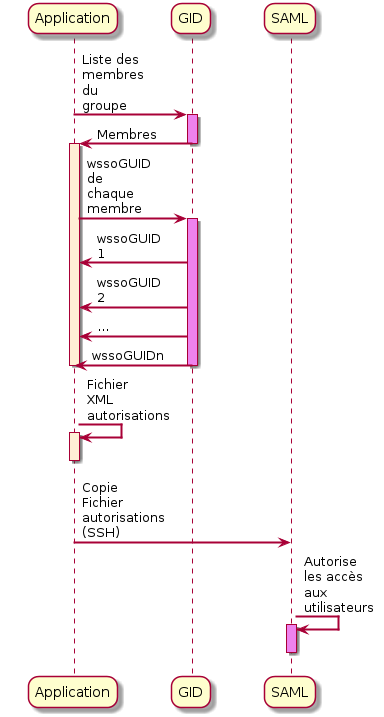 Application GID SAML
Liste des
membres
du
groupe
Membres
wssoGUID
de
chaque
membre
wssoGUID
1
wssoGUID
2
...
wssoGUIDn
Fichier
XML
autorisations
Copie
Fichier
autorisations
(SSH)
Autorise
les accès
aux
utilisateurs
Application GID SAML